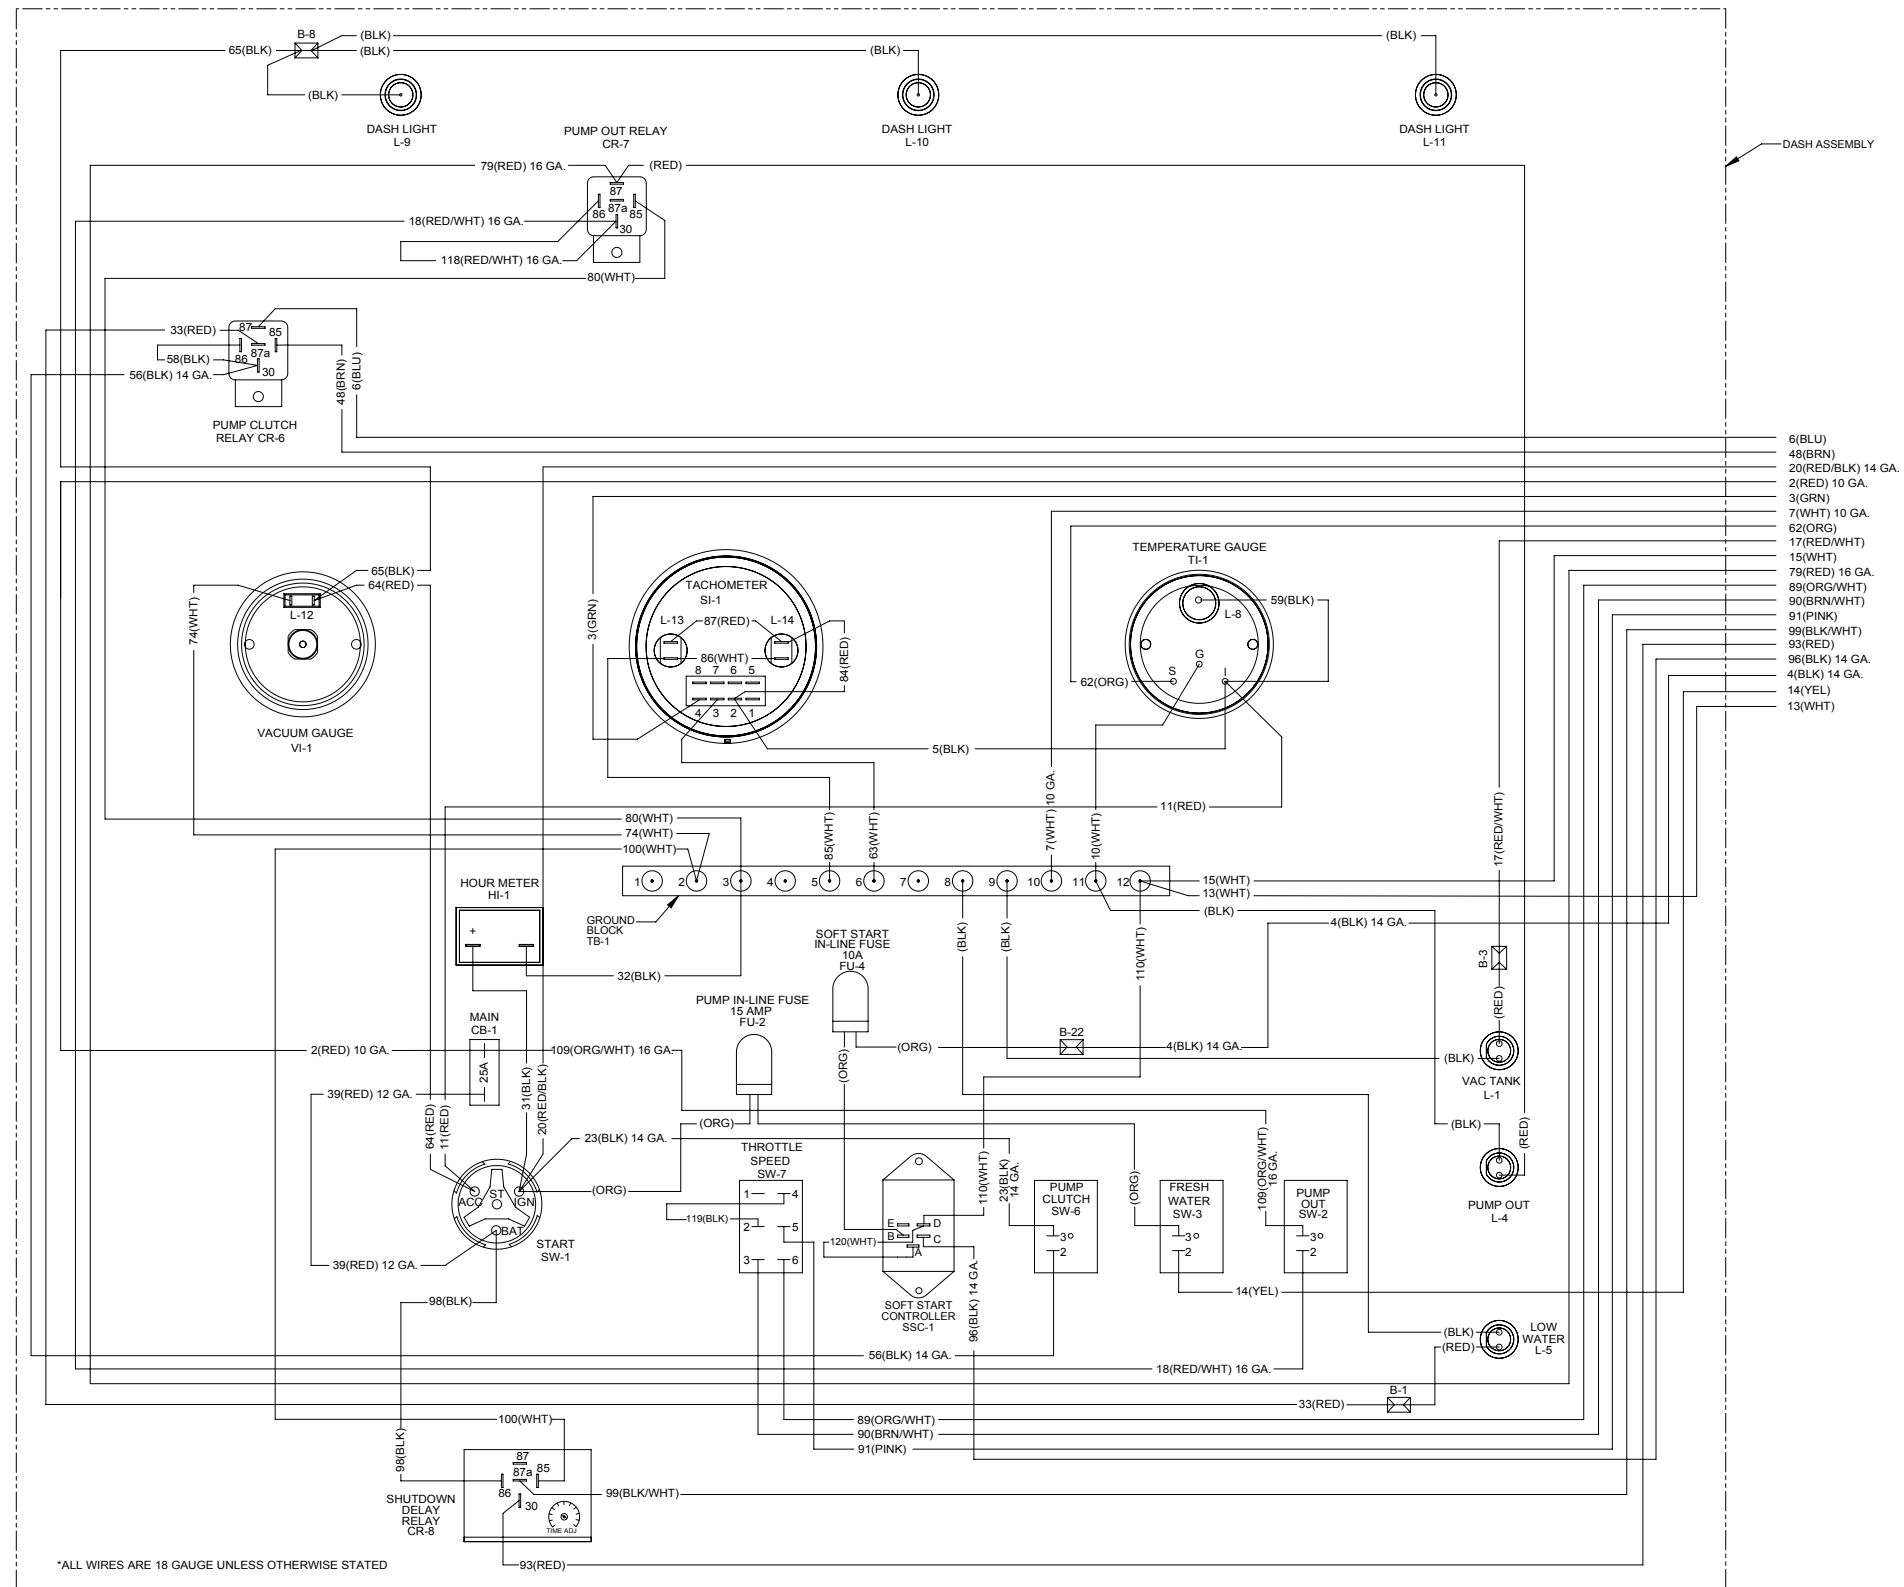 B-8
(BLK)
65(BLK)
(BLK)
(BLK)
(BLK)
(BLK)
DASH LIGHT
L-9
DASH LIGHT
L-10
DASH LIGHT
L-11
DASH ASSEMBLY
PUMP OUT RELAY
CR-7
79(RED) 16 GA.
(RED)
87
87a
86
85
30
18(RED/WHT) 16 GA.
118(RED/WHT) 16 GA.
80(WHT)
33(RED)
87
85
87a
86
58(BLK)
30
56(BLK) 14 GA.
48(BRN)
6(BLU)
PUMP CLUTCH
RELAY CR-6
6(BLU)
48(BRN)
20(RED/BLK) 14 GA.
2(RED) 10 GA.
3(GRN)
7(WHT) 10 GA.
62(ORG)
17(RED/WHT)
15(WHT)
79(RED) 16 GA.
89(ORG/WHT)
90(BRN/WHT)
91(PINK)
99(BLK/WHT)
93(RED)
96(BLK) 14 GA.
4(BLK) 14 GA.
14(YEL)
13(WHT)
65(BLK)
64(RED)
74(WHT)
L-12
VACUUM GAUGE
VI-1
3(GRN)
TACHOMETER
SI-1
L-13
87(RED)
L-14
86(WHT)
84(RED)
8 7 6 5
4 3 2 1
TEMPERATURE GAUGE
TI-1
59(BLK)
L-8
G
S
I
62(ORG)
5(BLK)
11(RED)
80(WHT)
74(WHT)
100(WHT)
85(WHT)
63(WHT)
7(WHT) 10 GA.
10(WHT)
17(RED/WHT)
1
2
3
4
5
6
7
8
9
10
11
12
15(WHT)
13(WHT)
(BLK)
GROUND
BLOCK
TB-1
HOUR METER
HI-1
+
32(BLK)
SOFT START
IN-LINE FUSE
10A
FU-4
(BLK)
(BLK)
110(WHT)
4(BLK) 14 GA.
B-3
(RED)
PUMP IN-LINE FUSE
15 AMP
FU-2
MAIN
CB-1
25A
2(RED) 10 GA.
109(ORG/WHT) 16 GA.
39(RED) 12 GA.
31(BLK)
20(RED/BLK)
64(RED)
11(RED)
(ORG)
(ORG)
B-22
4(BLK) 14 GA.
(BLK)
VAC TANK
L-1
(BLK)
(RED)
PUMP OUT
L-4
(ORG)
23(BLK) 14 GA.
(ORG)
ACC
ST
IGN
BAT
START
SW-1
39(RED) 12 GA.
98(BLK)
THROTTLE
SPEED
SW-7
1
4
2
5
3
6
119(BLK)
120(WHT)
E
D
B
C
A
SOFT START
CONTROLLER
SSC-1
110(WHT)
96(BLK) 14 GA.
23(BLK)
14 GA.
PUMP
CLUTCH
SW-6
3
2
(ORG)
FRESH
WATER
SW-3
3
2
109(ORG/WHT)
16 GA.
PUMP
OUT
SW-2
3
2
14(YEL)
(BLK)
(RED)
LOW
WATER
L-5
56(BLK) 14 GA.
18(RED/WHT) 16 GA.
B-1
33(RED)
100(WHT)
89(ORG/WHT)
90(BRN/WHT)
91(PINK)
98(BLK)
87
87a
85
86
30
TIME ADJ
SHUTDOWN
DELAY
RELAY
CR-8
99(BLK/WHT)
93(RED)
*ALL WIRES ARE 18 GAUGE UNLESS OTHERWISE STATED